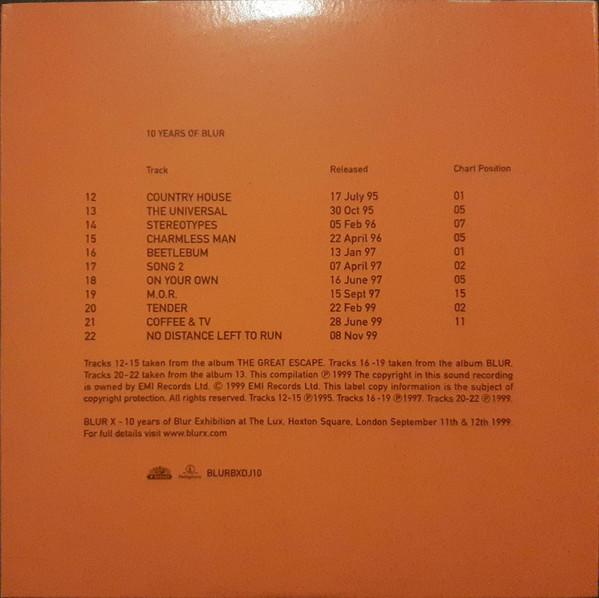 10 YEARS OF BLUR
Track Released Chart Position
12 COUNTRY HOUSE 17 July 95 01
13 THE UNIVERSAL 30 Oct 95 05
14 STEREOTYPES 05 Feb 96 07
15 CHARMLESS MAN 22 April 96 05
16 BEETLEBUM 13 Jan 97 01
17 SONG 2 07 April 97 02
18 ON YOUR OWN 16 June 97 05
19 M.O.R. 15 Sept 97 15
20 TENDER 22 Feb 99 02
21 COFFEE & TV 28 June 99 11
22 NO DISTANCE LEFT TO RUN 08 Nov 99
Tracks 12-15 taken from the album THE GREAT ESCAPE. Tracks 16 -19 taken from the album BLUR.
Tracks 20-22 taken from the album 13. This compilation ℗ 1999 The copyright in this sound recording
is owned by EMI Records Ltd. © 1999 EMI Records Ltd. This label copy information is the subject of
copyright protection. All rights reserved. Tracks 12-15 ℗1995. Tracks 16 -19 ℗1997. Tracks 20-22 ℗ 1999.
BLUR X - 10 years of Blur Exhibition at The Lux, Hoxton Square, London September 11th & 12th 1999.
For full details visit www.blurx.com
Parlophone BLURBXDJ10